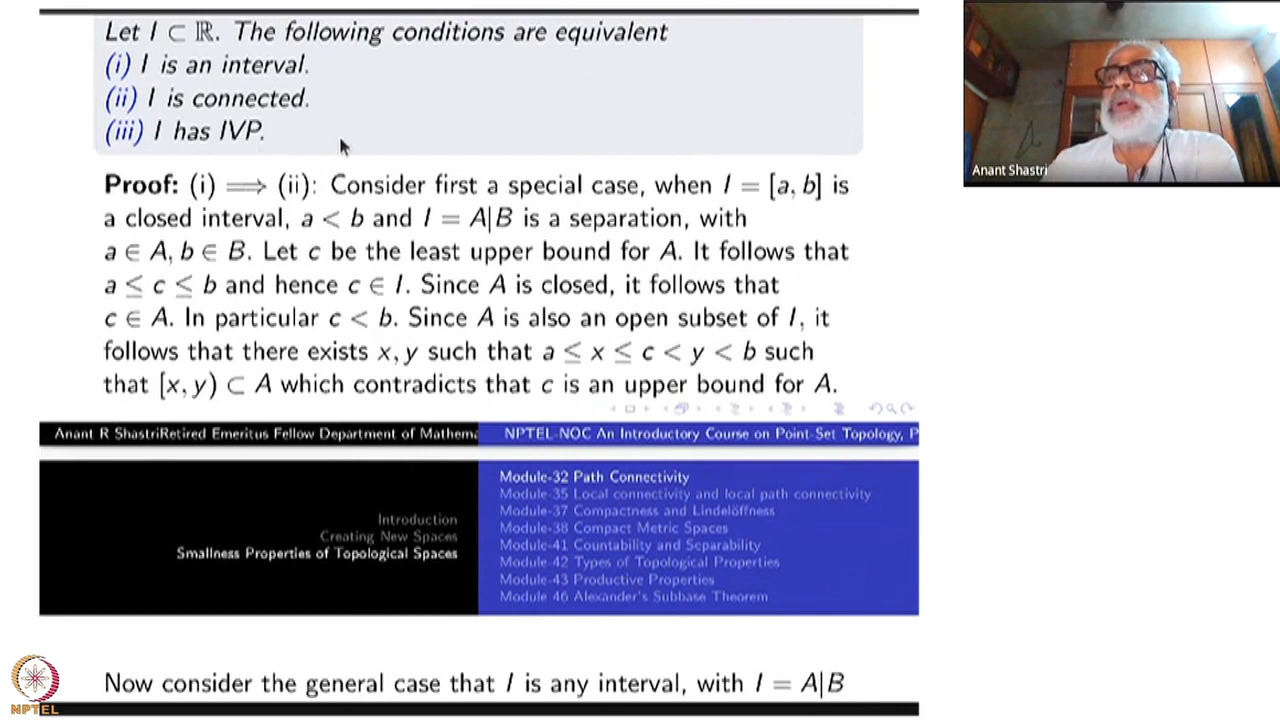 Let I ⊂ ℝ. The following conditions are equivalent
(i) I is an interval.
(ii) I is connected.
(iii) I has IVP.
Proof: (i) ⟹ (ii): Consider first a special case, when I = [a, b] is
a closed interval, a < b and I = A|B is a separation, with
a ∈ A, b ∈ B. Let c be the least upper bound for A. It follows that
a ≤ c ≤ b and hence c ∈ I. Since A is closed, it follows that
c ∈ A. In particular c < b. Since A is also an open subset of I, it
follows that there exists x, y such that a ≤ x ≤ c < y < b such
that [x, y) ⊂ A which contradicts that c is an upper bound for A.
Anant R ShastriRetired Emeritus Fellow Department of Mathema
NPTEL-NOC An Introductory Course on Point-Set Topology, P
Introduction
Creating New Spaces
Smallness Properties of Topological Spaces
Module-32 Path Connectivity
Module-35 Local connectivity and local path connectivity
Module-37 Compactness and Lindelöffness
Module-38 Compact Metric Spaces
Module-41 Countability and Separability
Module-42 Types of Topological Properties
Module-43 Productive Properties
Module 46 Alexander's Subbase Theorem
Now consider the general case that I is any interval, with I = A|B
Anant Shastri
NPTEL